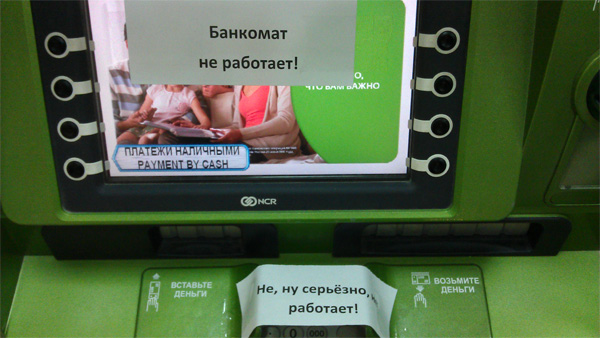 Банкомат
не работает!
ЧТО ВАМ ВАЖНО
ПЛАТЕЖИ НАЛИЧНЫМИ
PAYMENT BY CASH
NCR
ВСТАВЬТЕ
ДЕНЬГИ
Не, ну серьёзно,
работает!
ВОЗЬМИТЕ
ДЕНЬГИ
000